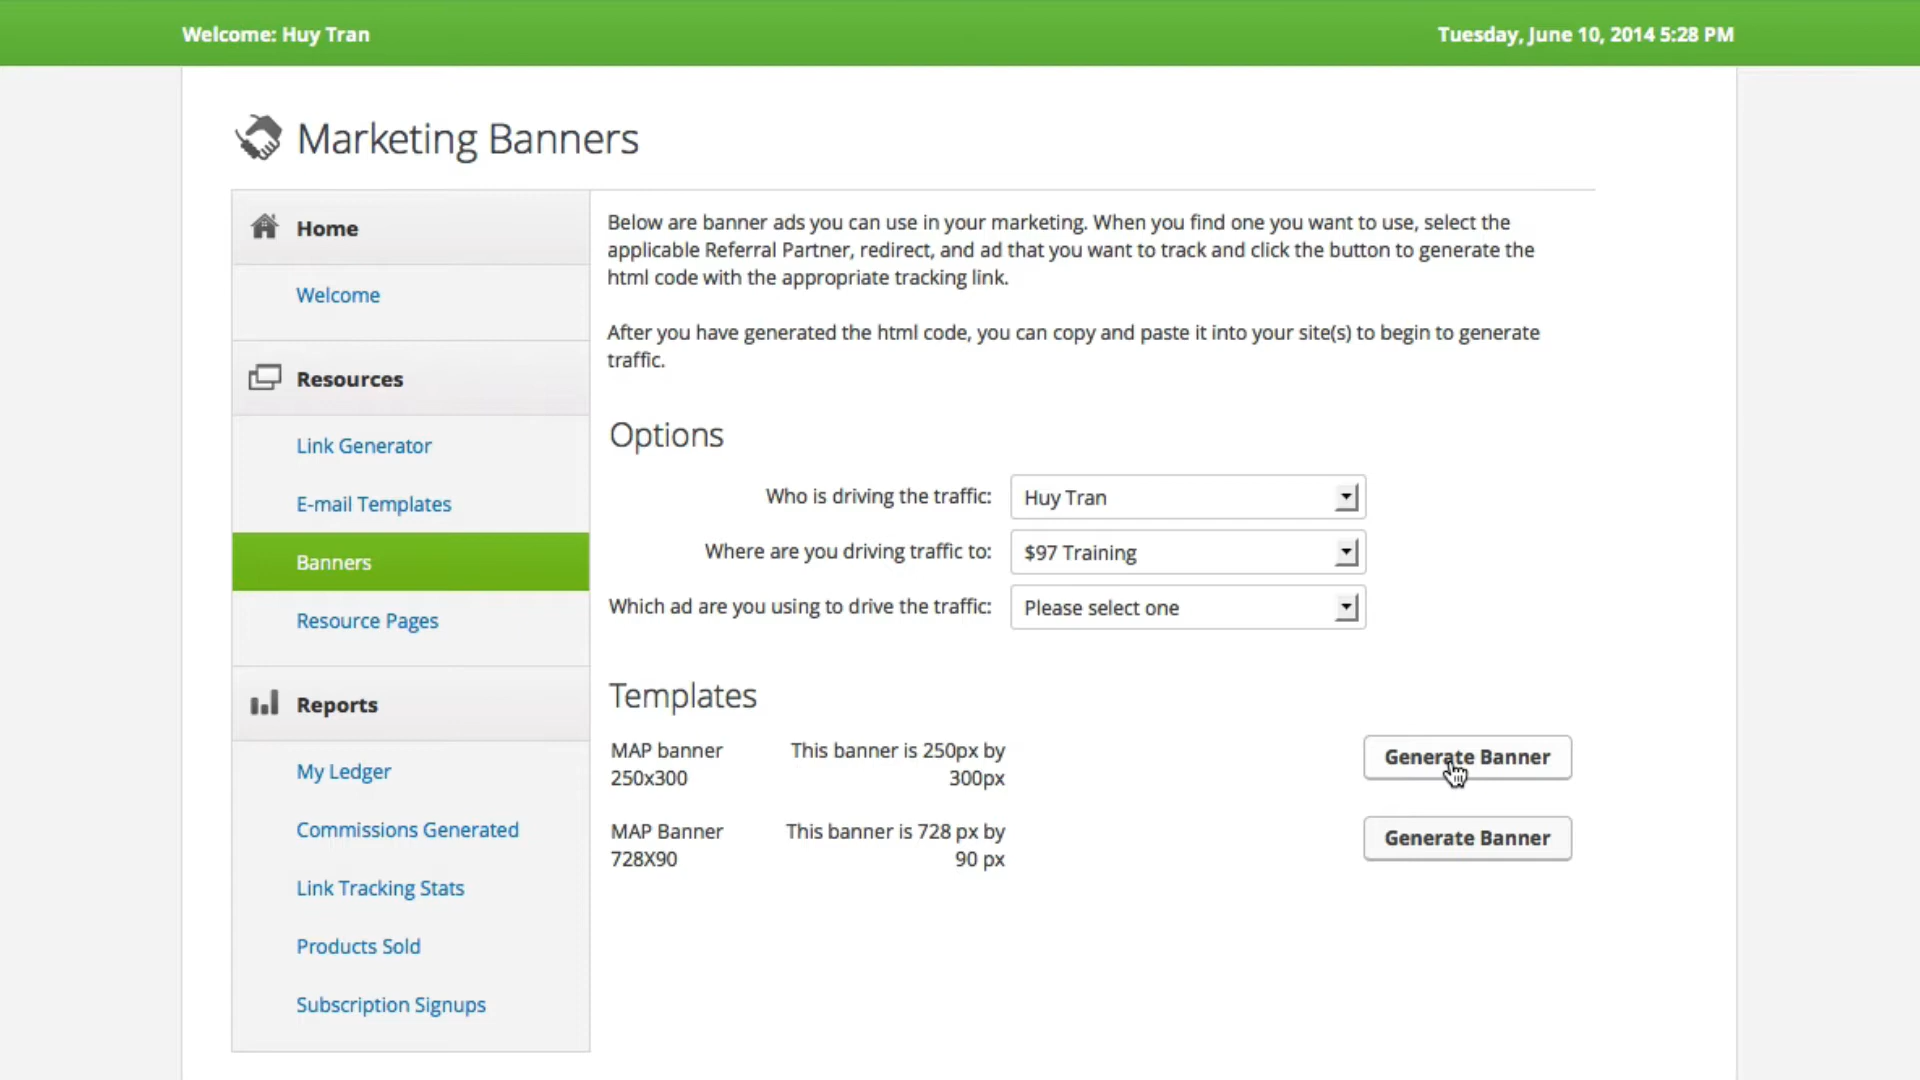 Welcome: Huy Tran
Tuesday, June 10, 2014 5:28 PM
Marketing Banners
Home
Welcome
Resources
Link Generator
E-mail Templates
Banners
Resource Pages
Reports
My Ledger
Commissions Generated
Link Tracking Stats
Products Sold
Subscription Signups
Below are banner ads you can use in your marketing. When you find one you want to use, select the
applicable Referral Partner, redirect, and ad that you want to track and click the button to generate the
html code with the appropriate tracking link.
After you have generated the html code, you can copy and paste it into your site(s) to begin to generate
traffic.
Options
Who is driving the traffic: Huy Tran
Where are you driving traffic to: $97 Training
Which ad are you using to drive the traffic: Please select one
Templates
MAP banner This banner is 250px by Generate Banner
250x300 300px
MAP Banner This banner is 728 px by Generate Banner
728X90 90 px